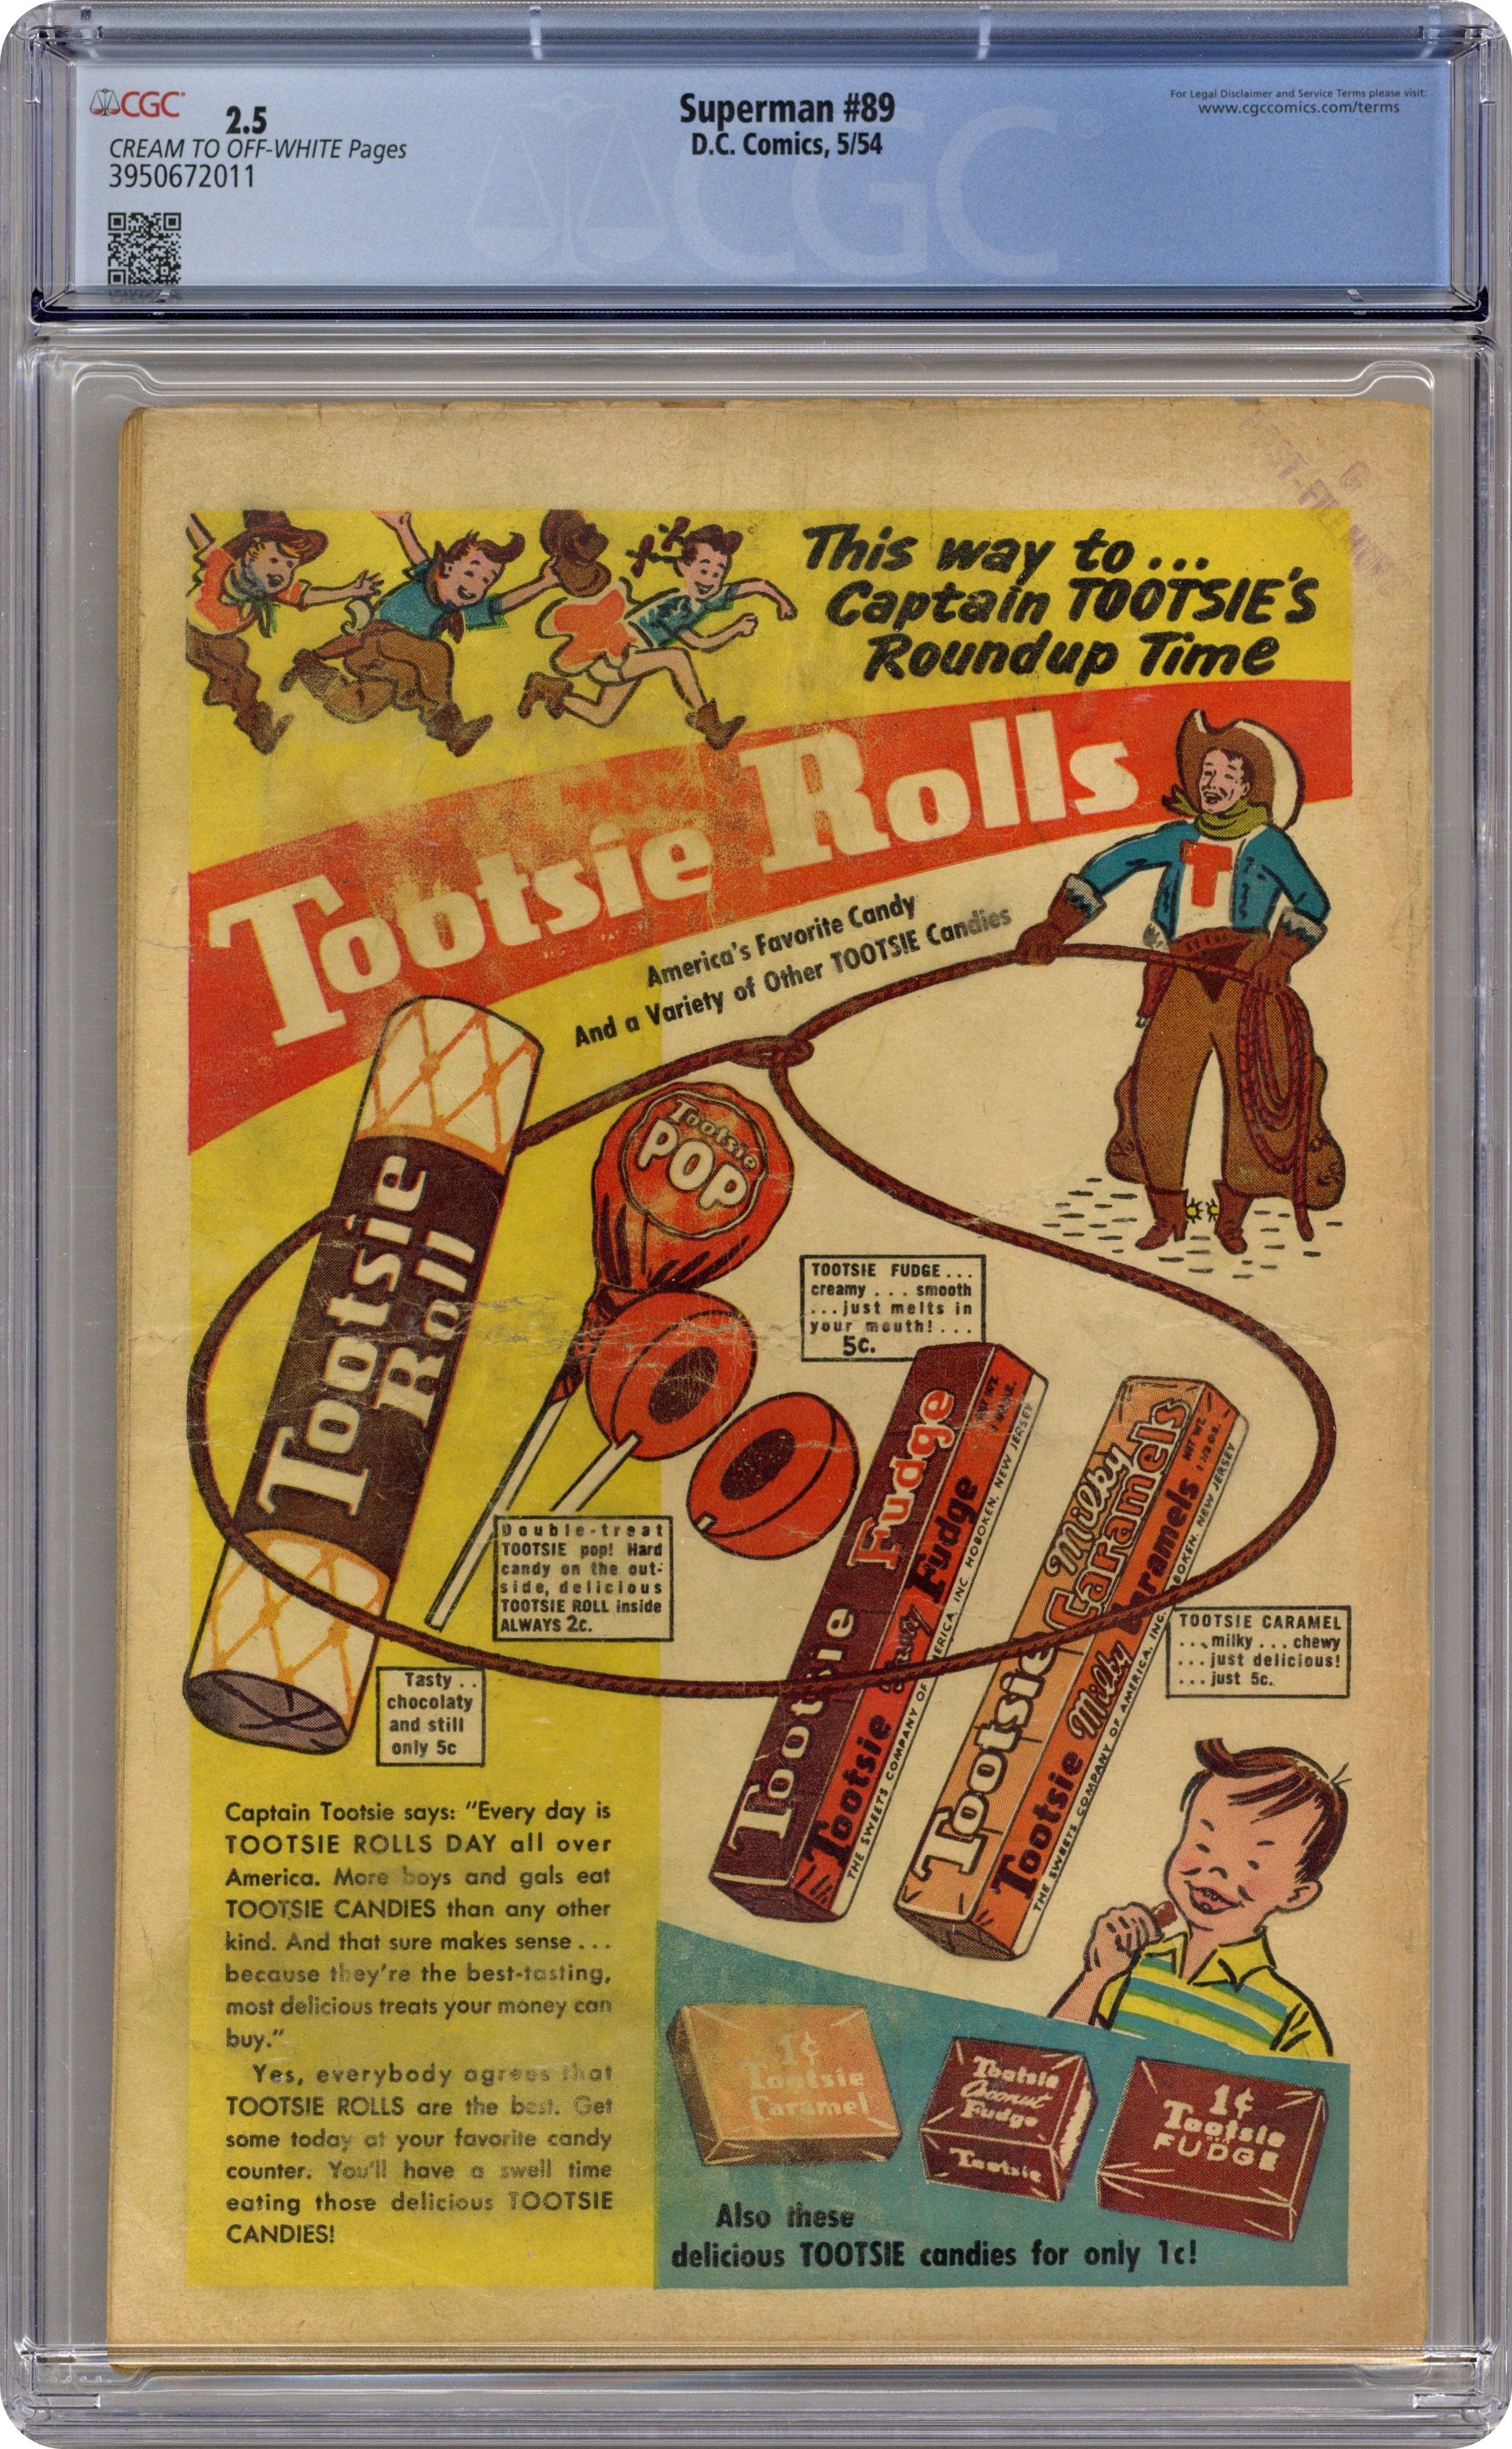 CGC
2.5
CREAM TO OFF-WHITE Pages
3950672011
Superman #89
D.C. Comics, 5/54
For Legal Disclaimer and Service Terms please visit:
www.cgccomics.com/terms
CGC
This way to...
Captain TOOTSIE'S
Roundup Time
Tootsie Rolls
America's Favorite Candy
And a Variety of Other TOOTSIE Candies
T
Tootsie
Roll
Tootsie
POP
TOOTSIE FUDGE...
creamy... smooth
...just melts in
your mouth!...
5c.
Tootsie Fudge
Tootsie Fudge
THE SWEETS COMPANY OF AMERICA, INC. HOBOKEN, NEW JERSEY
Tootsie Milky Caramels
NET WT.
Tootsie Milky Caramels
THE SWEETS COMPANY OF AMERICA, INC. HOBOKEN, NEW JERSEY
Double-treat
TOOTSIE pop! Hard
candy on the out-
side, delicious
TOOTSIE ROLL inside
ALWAYS 2c.
TOOTSIE CARAMEL
...milky...chewy
...just delicious!
...just 5c.
Tasty..
chocolaty
and still
only 5c
Captain Tootsie says: "Every day is
TOOTSIE ROLLS DAY all over
America. More boys and gals eat
TOOTSIE CANDIES than any other
kind. And that sure makes sense...
because they're the best-tasting,
most delicious treats your money can
buy."
Yes, everybody agrees that
TOOTSIE ROLLS are the best. Get
some today at your favorite candy
counter. You'll have a swell time
eating those delicious TOOTSIE
CANDIES!
1¢
Tootsie
Caramel
Tootsie
Coconut
Fudge
Tootsie
1¢
Tootsie
FUDGE
Also these
delicious TOOTSIE candies for only 1c!